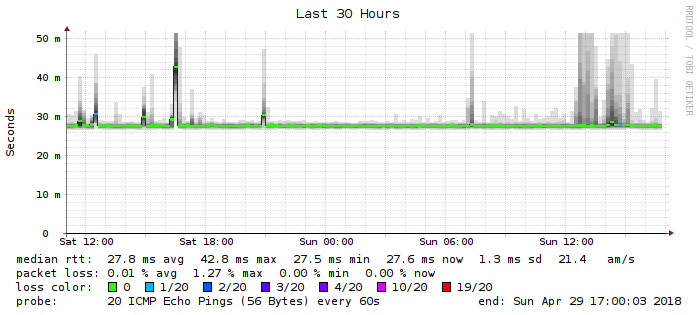 Last 30 Hours
RRDTOOL / TOBI OETIKER
Seconds
50 m
40 m
30 m
20 m
10 m
0
Sat 12:00 Sat 18:00 Sun 00:00 Sun 06:00 Sun 12:00
median rtt: 27.8 ms avg 42.8 ms max 27.5 ms min 27.6 ms now 1.3 ms sd 21.4 am/s
packet loss: 0.01 % avg 1.27 % max 0.00 % min 0.00 % now
loss color: 0 1/20 2/20 3/20 4/20 10/20 19/20
probe: 20 ICMP Echo Pings (56 Bytes) every 60s end: Sun Apr 29 17:00:03 2018